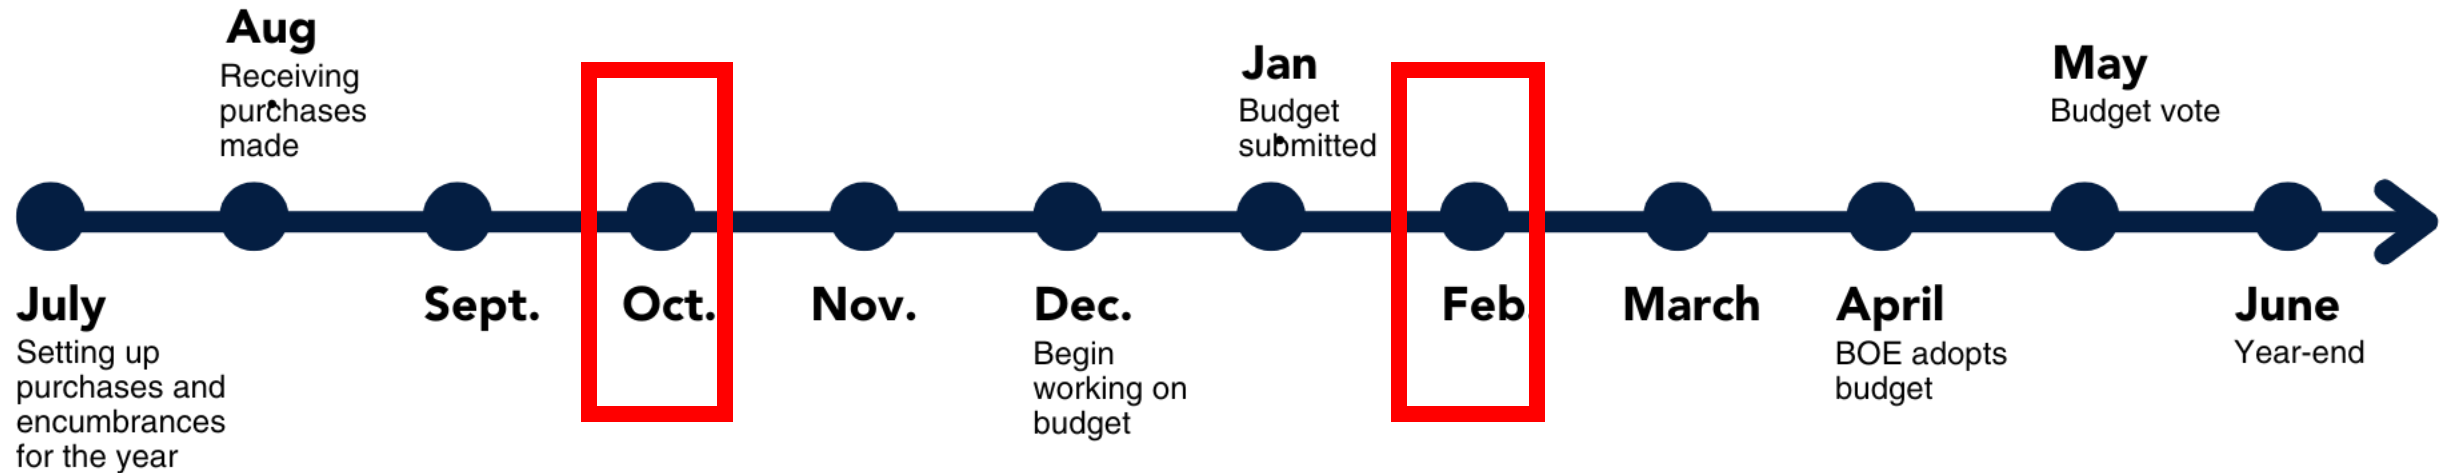 July
Setting up
purchases and
encumbrances
for the year
Aug
Receiving
purchases
made
Sept.
Oct.
Nov.
Dec.
Begin
working on
budget
Jan
Budget
submitted
Feb.
March
April
BOE adopts
budget
May
Budget vote
June
Year-end